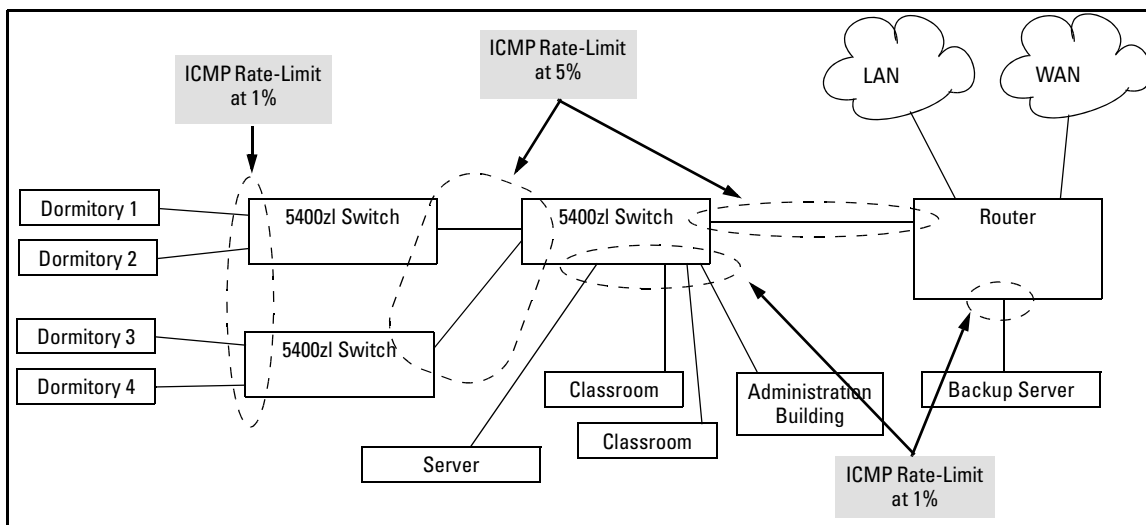 ICMP Rate-Limit
at 1%
ICMP Rate-Limit
at 5%
LAN
WAN
Dormitory 1
Dormitory 2
5400zl Switch
5400zl Switch
Router
Dormitory 3
Dormitory 4
5400zl Switch
Classroom
Classroom
Server
Administration
Building
Backup Server
ICMP Rate-Limit
at 1%